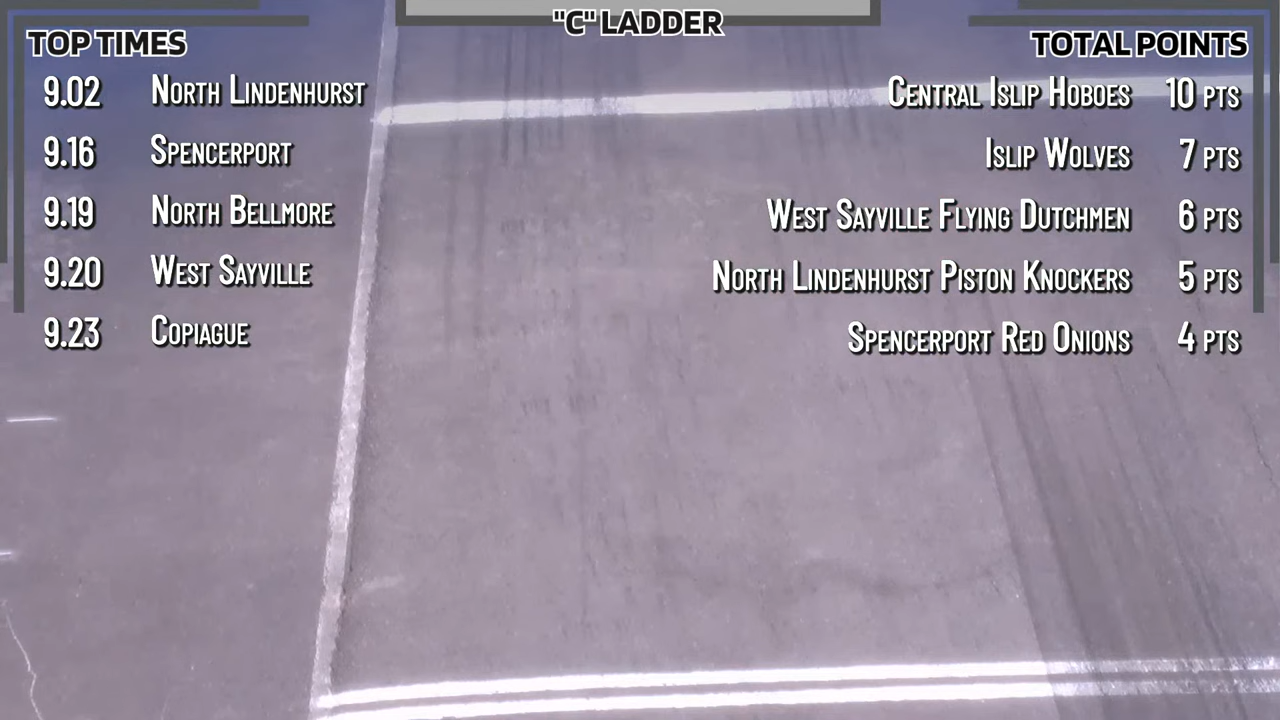 "C" LADDER
TOP TIMES
9.02 North Lindenhurst
9.16 Spencerport
9.19 North Bellmore
9.20 West Sayville
9.23 Copiague
TOTAL POINTS
Central Islip Hoboes 10 pts
Islip Wolves 7 pts
West Sayville Flying Dutchmen 6 pts
North Lindenhurst Piston Knockers 5 pts
Spencerport Red Onions 4 pts